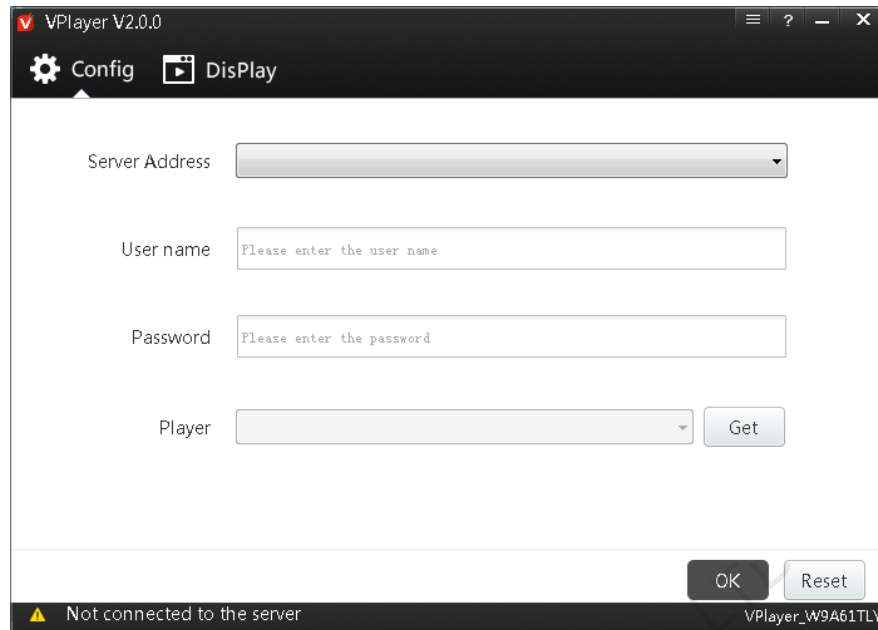 VPlayer V2.0.0
Config DisPlay
Server Address
User name Please enter the user name
Password Please enter the password
Player Get
OK Reset
Not connected to the server VPlayer_W9A61TLY